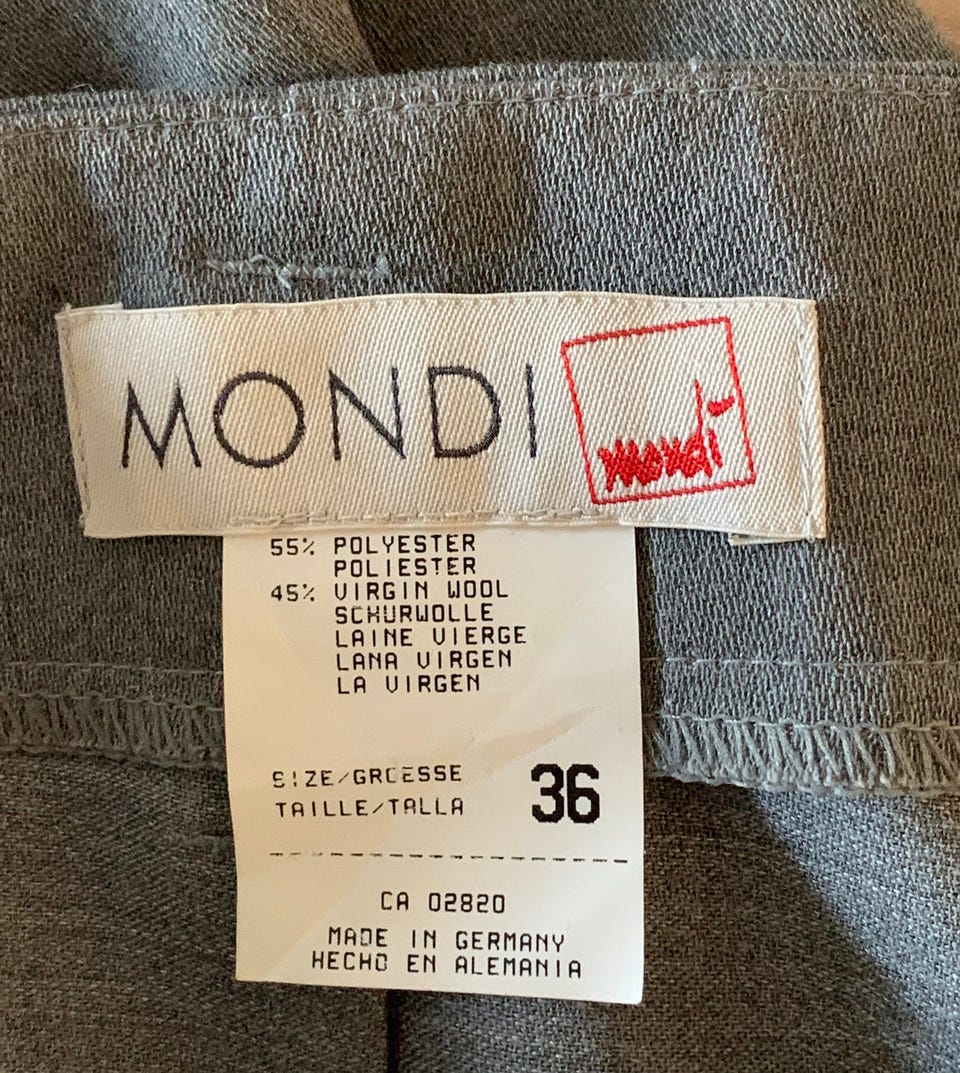 MONDI
mondi
55% POLYESTER
POLIESTER
45% VIRGIN WOOL
SCHURWOLLE
LAINE VIERGE
LANA VIRGEN
LA VIRGEN
SIZE/GROESSE
TAILLE/TALLA
36
CA 02820
MADE IN GERMANY
HECHO EN ALEMANIA